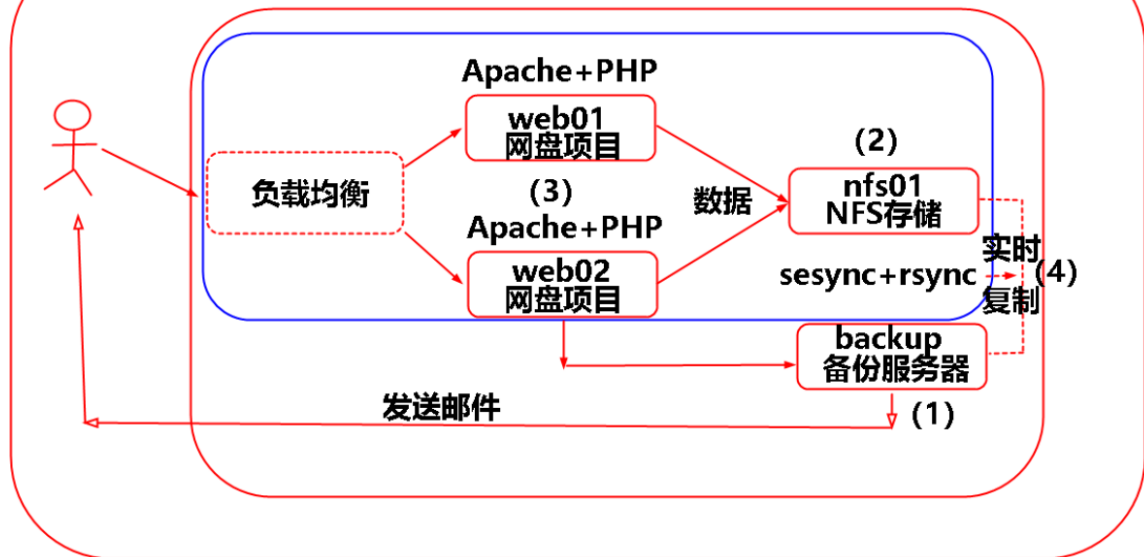 Apache+PHP
web01
网盘项目
(2)
负载均衡
(3)
数据
nfs01
NFS存储
Apache+PHP
web02
网盘项目
实时
sesync+rsync
(4)
复制
backup
备份服务器
发送邮件
(1)